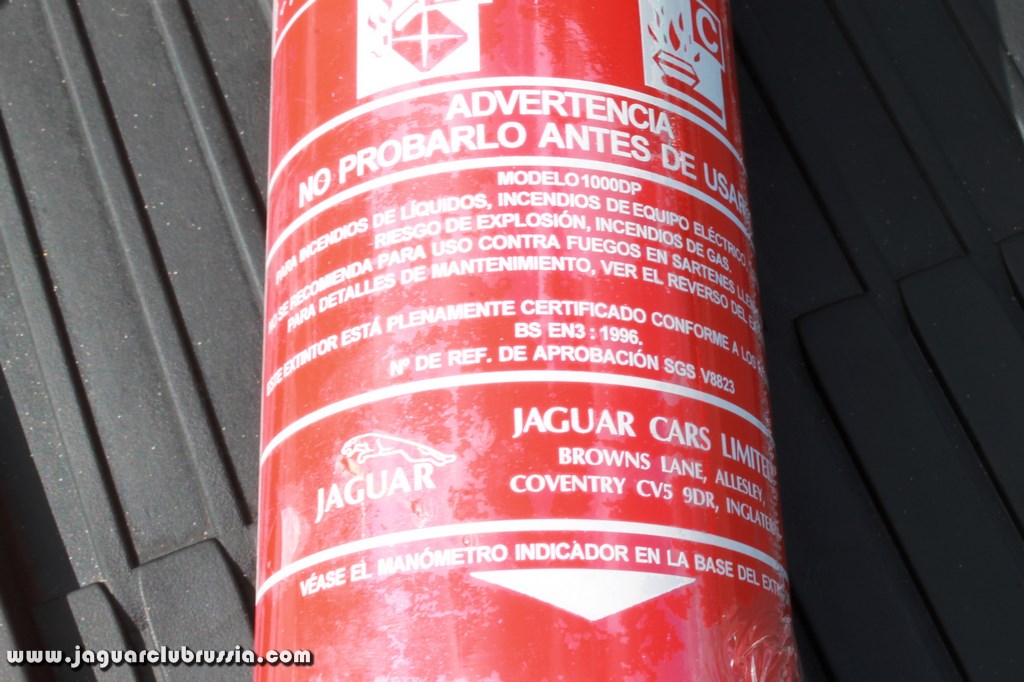 C
ADVERTENCIA
NO PROBARLO ANTES DE USAR
MODELO 1000DP
PARA INCENDIOS DE LÍQUIDOS, INCENDIOS DE EQUIPO ELÉCTRICO
RIESGO DE EXPLOSIÓN, INCENDIOS DE GAS.
NO SE RECOMIENDA PARA USO CONTRA FUEGOS EN SARTENES
PARA DETALLES DE MANTENIMIENTO, VER EL REVERSO DEL
ESTE EXTINTOR ESTÁ PLENAMENTE CERTIFICADO CONFORME A LOS
BS EN3 : 1996.
Nº DE REF. DE APROBACIÓN SGS V8823
JAGUAR
JAGUAR CARS LIMITED
BROWNS LANE, ALLESLEY,
COVENTRY CV5 9DR, INGLATE
VÉASE EL MANÓMETRO INDICADOR EN LA BASE DEL
www.jaguarclubrussia.com